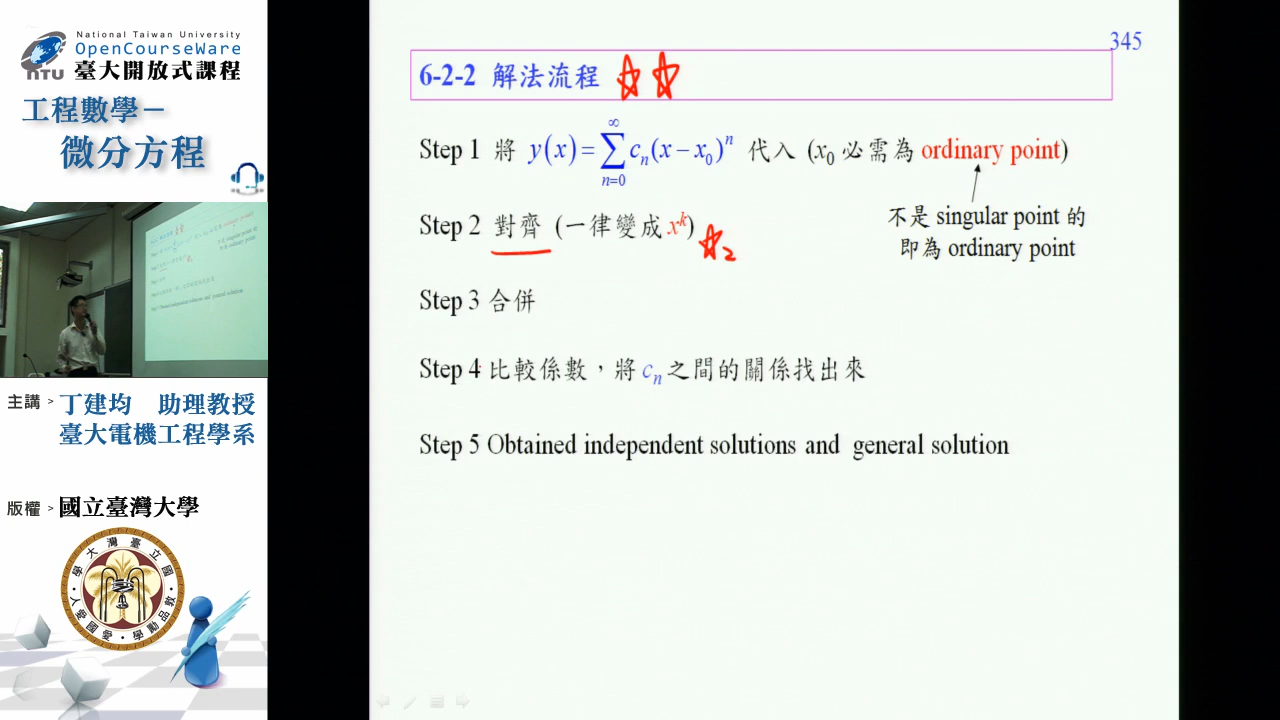 National Taiwan University
OpenCourseWare
NTU 臺大開放式課程
工程數學－
微分方程
主講 > 丁建均 助理教授
臺大電機工程學系
版權 > 國立臺灣大學
345
6-2-2 解法流程
Step 1 將 y(x) = ∑_{n=0}^{∞} c_n(x − x_0)^n 代入 (x_0 必需為 ordinary point)
不是 singular point 的
即為 ordinary point
Step 2 對齊 (一律變成 x^k)
2
Step 3 合併
Step 4 比較係數，將 c_n 之間的關係找出來
Step 5 Obtained independent solutions and general solution